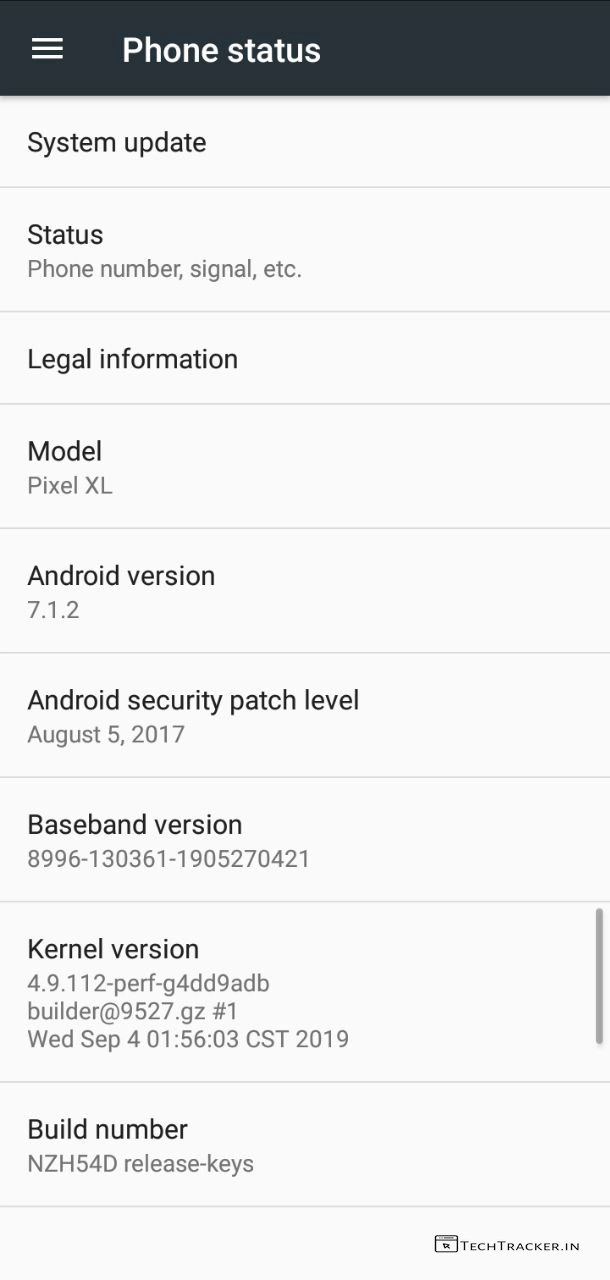 Phone status
System update
Status
Phone number, signal, etc.
Legal information
Model
Pixel XL
Android version
7.1.2
Android security patch level
August 5, 2017
Baseband version
8996-130361-1905270421
Kernel version
4.9.112-perf-g4dd9adb
builder@9527.gz #1
Wed Sep 4 01:56:03 CST 2019
Build number
NZH54D release-keys
TECHTRACKER.IN